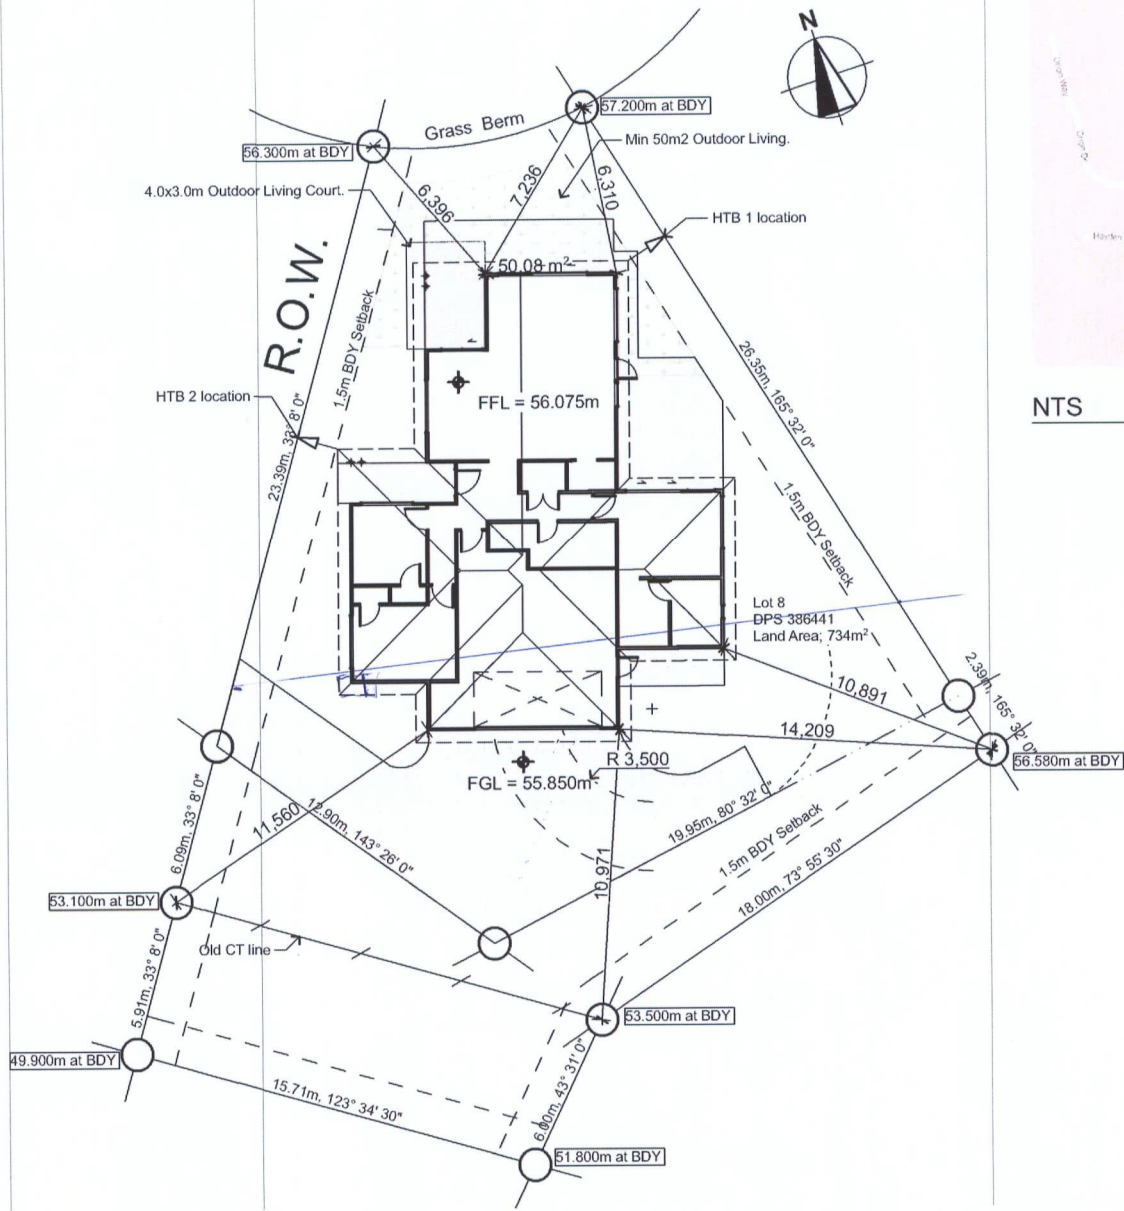 N
57.200m at BDY
Grass Berm
Min 50m2 Outdoor Living.
56.300m at BDY
4.0x3.0m Outdoor Living Court.
6,396
7,236
6,310
HTB 1 location
R.O.W.
50.08 m²
1.5m BDY Setback
26.35m, 165° 32' 0"
HTB 2 location
FFL = 56.075m
NTS
23.39m, 33° 8' 0"
1.5m BDY Setback
Lot 8
DPS 386441
Land Area; 734m²
2.39m, 165° 32' 0"
10,891
14,209
56.580m at BDY
R 3,500
FGL = 55.850m
6.09m, 33° 8' 0"
11,560
12.90m, 143° 26' 0"
19.95m, 80° 32' 0"
1.5m BDY Setback
10,971
18.00m, 73° 55' 30"
53.100m at BDY
Old CT line
5.91m, 33° 8' 0"
53.500m at BDY
49.900m at BDY
15.71m, 123° 34' 30"
6.00m, 43° 31' 0"
51.800m at BDY